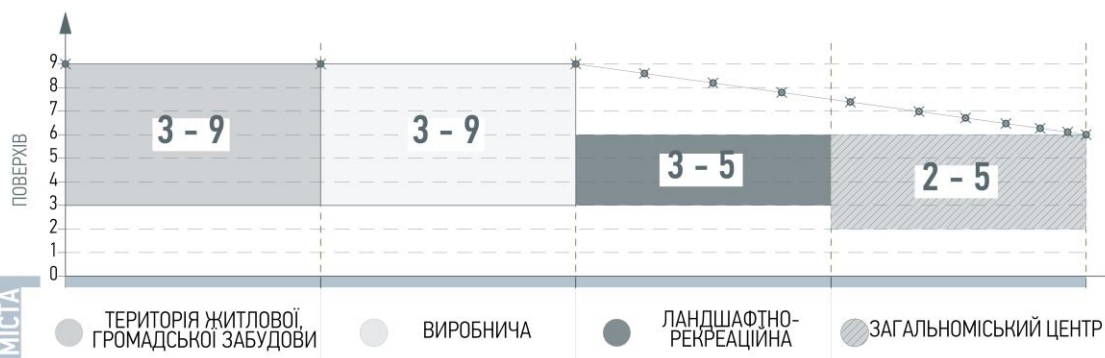 9
8
7
6
5
4
3
2
1
0
ПОВЕРХІВ
3 - 9
3 - 9
3 - 5
2 - 5
МІСТА
ТЕРИТОРІЯ ЖИТЛОВОЇ,
ГРОМАДСЬКОЇ ЗАБУДОВИ
ВИРОБНИЧА
ЛАНДШАФТНО-
РЕКРЕАЦІЙНА
ЗАГАЛЬНОМІСЬКИЙ ЦЕНТР